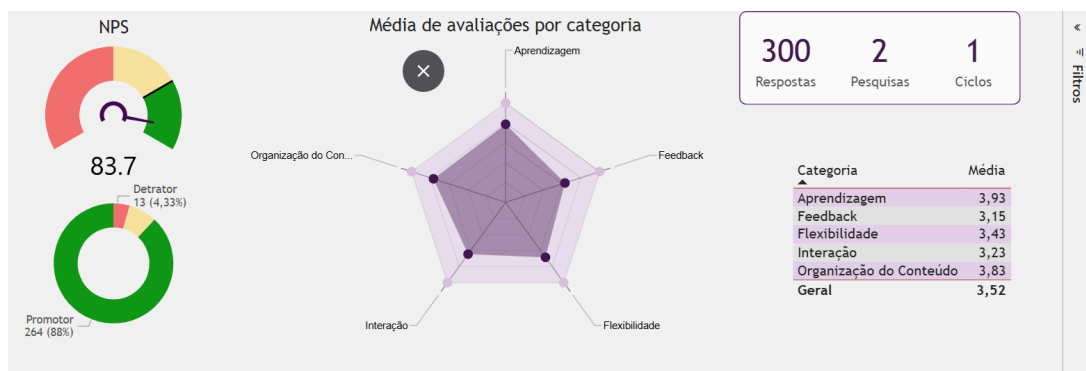 NPS
83.7
Detrator
13 (4,33%)
Promotor
264 (88%)
Média de avaliações por categoria
Aprendizagem
Feedback
Flexibilidade
Interação
Organização do Con...
300
Respostas
2
Pesquisas
1
Ciclos
Categoria Média
Aprendizagem 3,93
Feedback 3,15
Flexibilidade 3,43
Interação 3,23
Organização do Conteúdo 3,83
Geral 3,52
Filtros